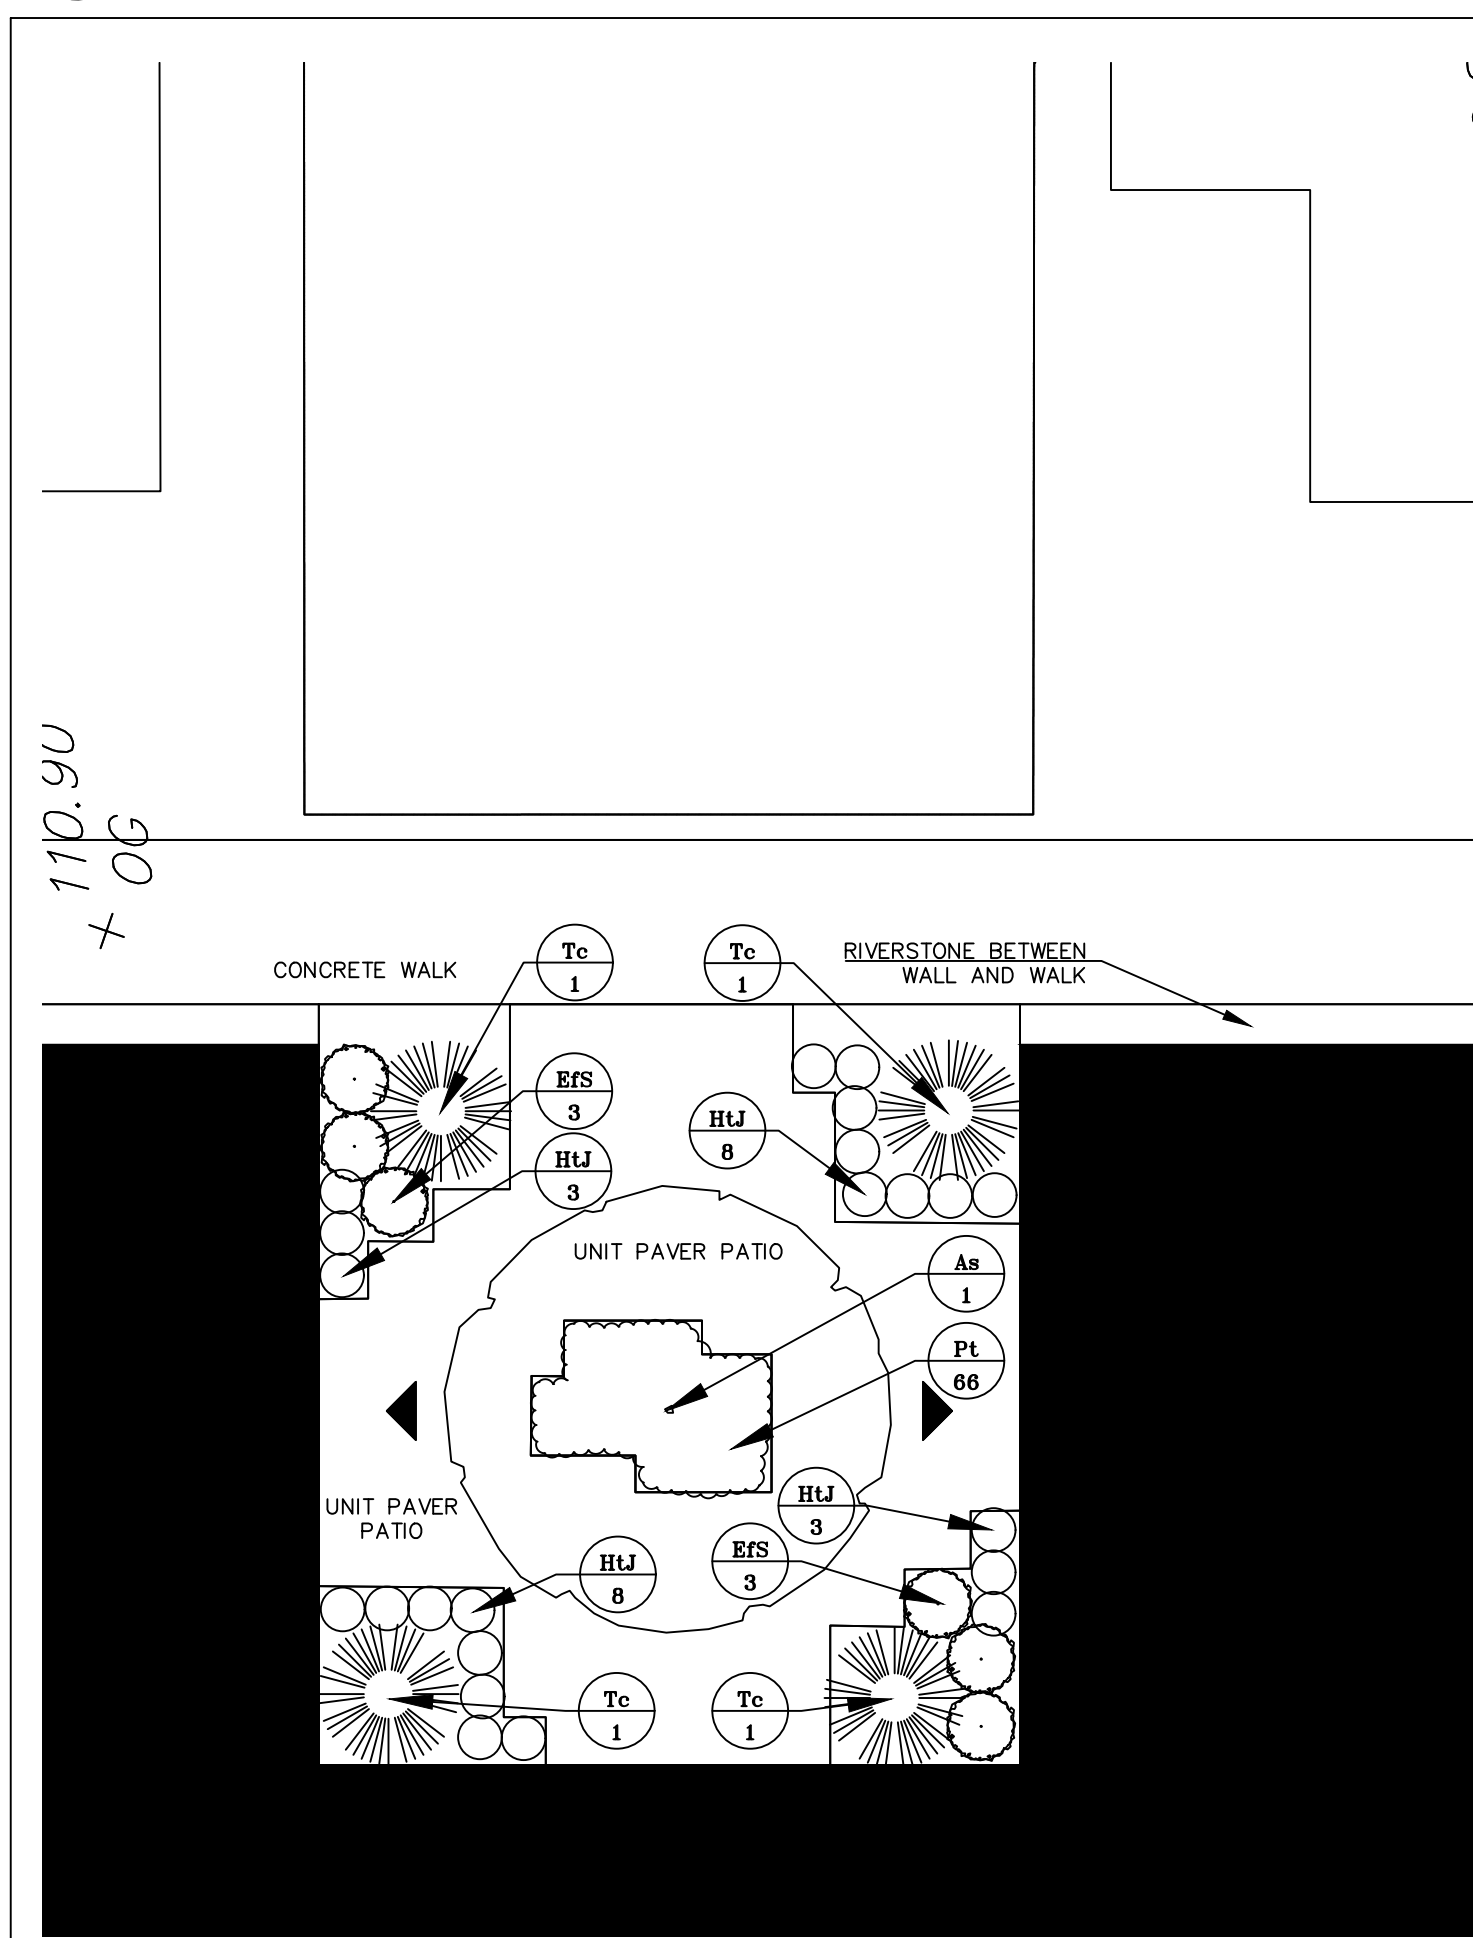 110.90
+ OG
CONCRETE WALK
Tc
1
Tc
1
RIVERSTONE BETWEEN
WALL AND WALK
EfS
3
HtJ
8
HtJ
3
UNIT PAVER PATIO
As
1
Pt
66
UNIT PAVER
PATIO
HtJ
3
EfS
3
HtJ
8
Tc
1
Tc
1